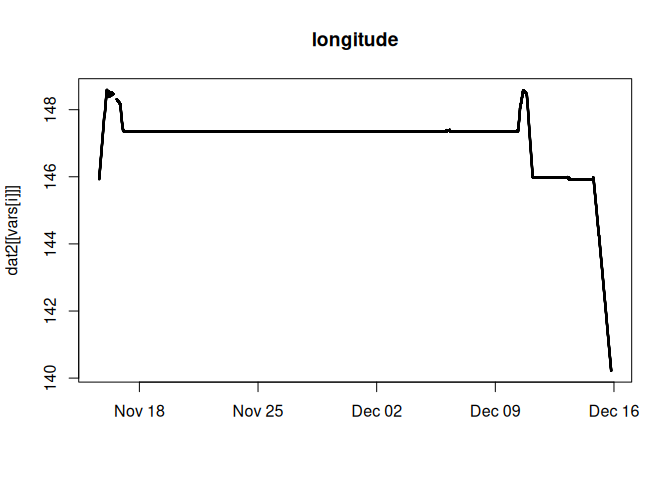 longitude
dat2[[vars[i]]]
148
146
144
142
140
Nov 18
Nov 25
Dec 02
Dec 09
Dec 16